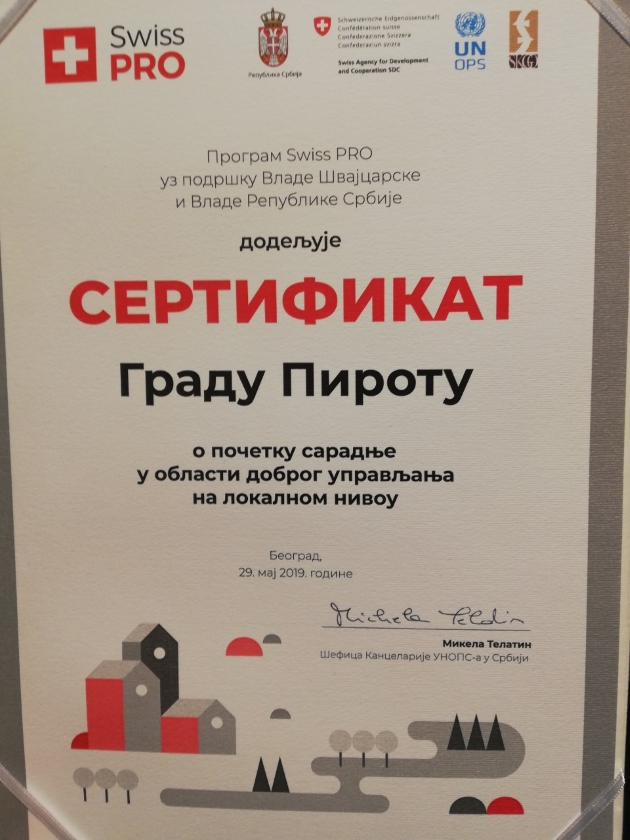 Swiss
PRO
Република Србија
Schweizerische Eidgenossenschaft
Confédération suisse
Confederazione Svizzera
Confederaziun svizra
Swiss Agency for Development
and Cooperation SDC
UN
OPS
Програм Swiss PRO
уз подршку Владе Швајцарске
и Владе Републике Србије
додељује
СЕРТИФИКАТ
Граду Пироту
о почетку сарадње
у области доброг управљања
на локалном нивоу
Београд,
29. мај 2019. године
Микела Телатин
Шефица Канцеларије УНОПС-а у Србији